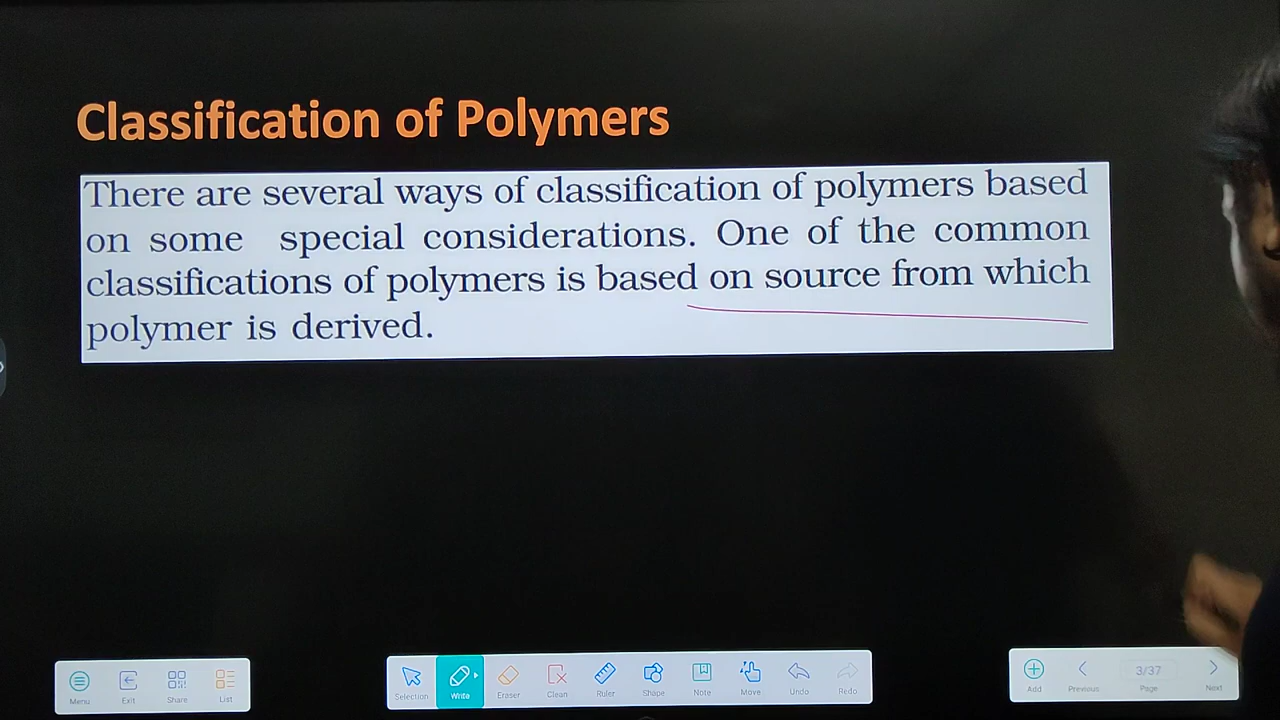 Classification of Polymers
There are several ways of classification of polymers based
on some special considerations. One of the common
classifications of polymers is based on source from which
polymer is derived.
Menu
Exit
Share
List
Selection
Write
Eraser
Clean
Ruler
Shape
Note
Move
Undo
Redo
Add
Previous
3/37
Page
Next